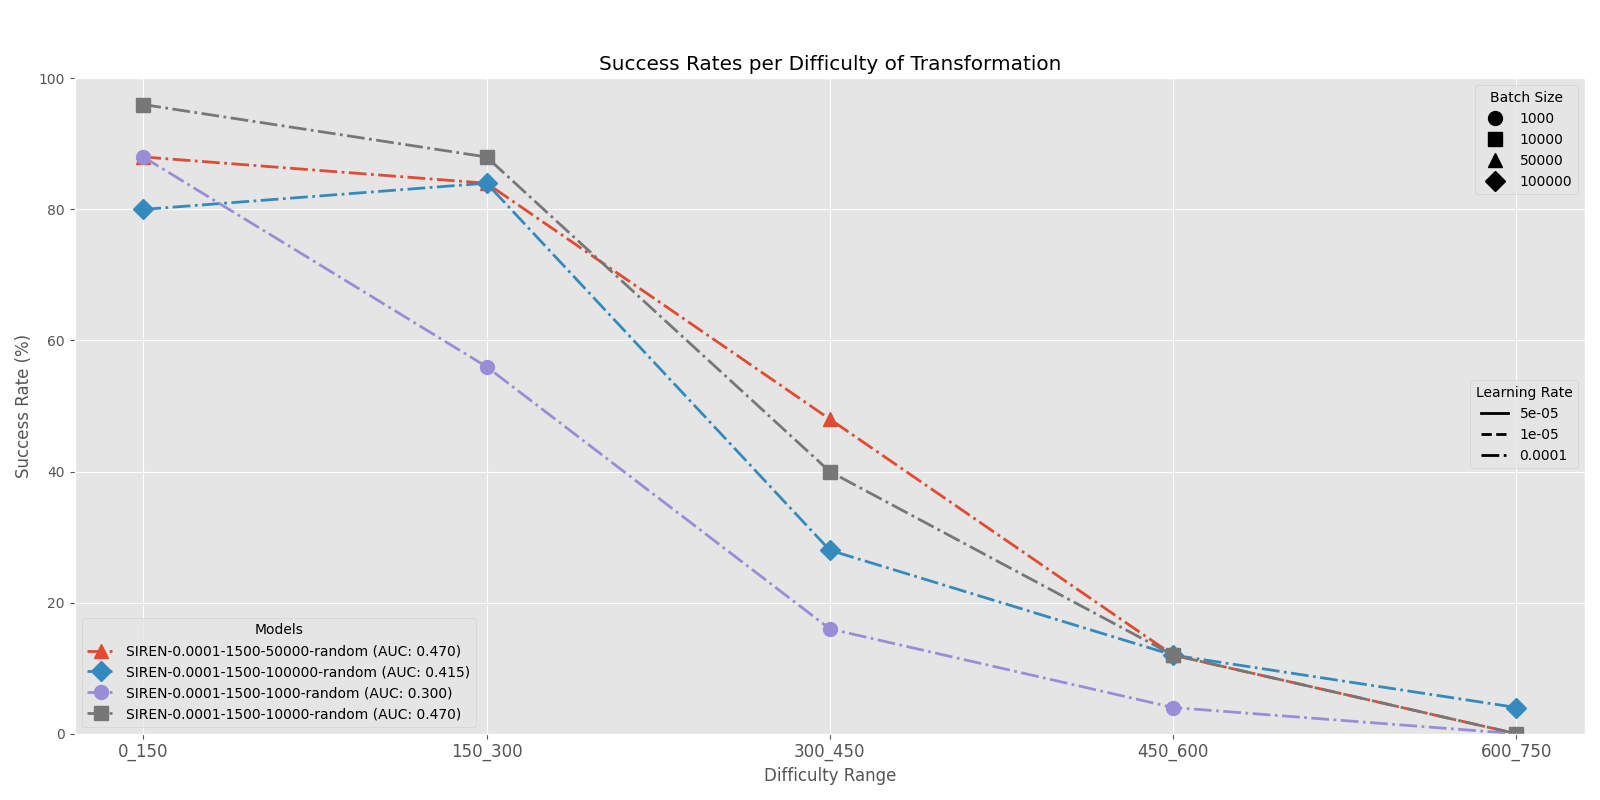 Success Rates per Difficulty of Transformation
Success Rate (%)
100
80
60
40
20
0
Batch Size
1000
10000
50000
100000
Learning Rate
5e-05
1e-05
0.0001
Models
SIREN-0.0001-1500-50000-random (AUC: 0.470)
SIREN-0.0001-1500-100000-random (AUC: 0.415)
SIREN-0.0001-1500-1000-random (AUC: 0.300)
SIREN-0.0001-1500-10000-random (AUC: 0.470)
0_150
150_300
300_450
450_600
600_750
Difficulty Range